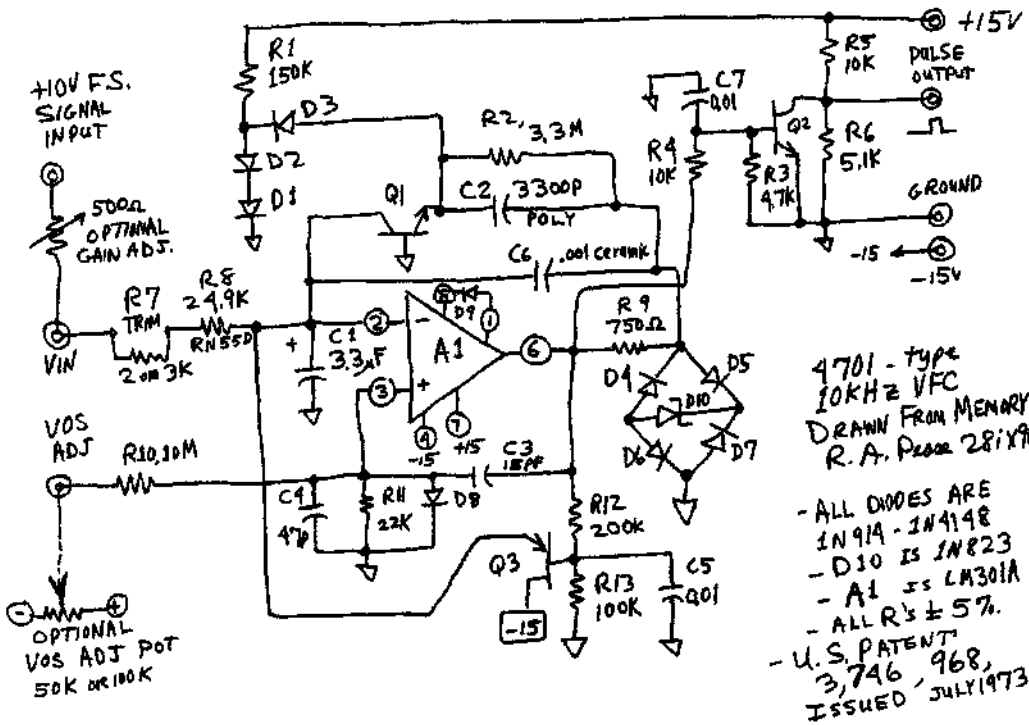 +10V F.S.
SIGNAL
INPUT
500Ω
OPTIONAL
GAIN ADJ.
VIN
R7
TRIM
2 OHM 3K
R8
24.9K
RN55D
R1
150K
D3
D2
D1
Q1
R2, 3.3M
C2 3300P
POLY
C6 .001 ceramic
+
C1
3.3µF
2
-
3
+
A1
8
D9
1
6
4
-15
7
+15
C3
15PF
VOS
ADJ
R10, 10M
C4
47P
R11
22K
D8
-
+
OPTIONAL
VOS ADJ POT
50K OR 100K
Q3
-15
R12
200K
R13
100K
C5
0.01
R9
750Ω
D4
D5
D10
D6
D7
C7
0.01
R4
10K
R3
4.7K
Q2
R5
10K
R6
5.1K
+15V
PULSE
OUTPUT
GROUND
-15
-15V
4701 - type
10KHz VFC
DRAWN FROM MEMORY
R.A. Pease
- ALL DIODES ARE
1N914 - 1N4148
- D10 IS 1N823
- A1 IS LM301A
- ALL R's ± 5%.
- U.S. PATENT
3,746,968,
ISSUED JULY 1973